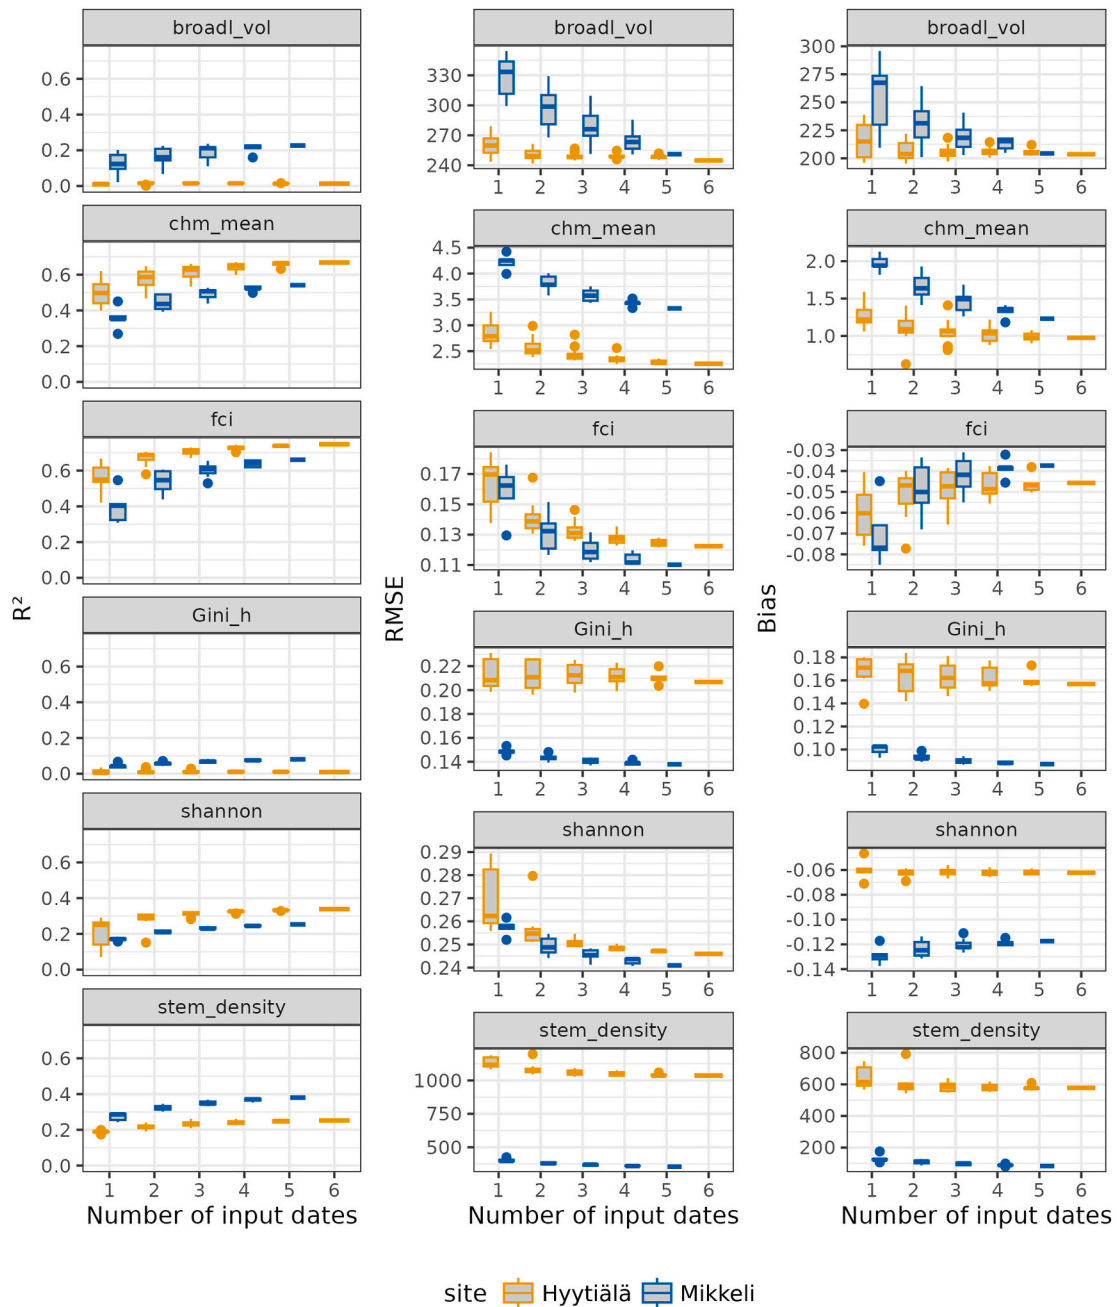 broadl_vol
0.6
0.4
0.2
0.0
chm_mean
0.6
0.4
0.2
0.0
fci
0.6
0.4
0.2
0.0
Gini_h
0.6
0.4
0.2
0.0
shannon
0.6
0.4
0.2
0.0
stem_density
0.6
0.4
0.2
0.0
1 2 3 4 5 6
Number of input dates
R²
broadl_vol
330
300
270
240
1 2 3 4 5 6
chm_mean
4.5
4.0
3.5
3.0
2.5
1 2 3 4 5 6
fci
0.17
0.15
0.13
0.11
1 2 3 4 5 6
Gini_h
0.22
0.20
0.18
0.16
0.14
1 2 3 4 5 6
shannon
0.29
0.28
0.27
0.26
0.25
0.24
1 2 3 4 5 6
stem_density
1000
750
500
1 2 3 4 5 6
Number of input dates
RMSE
broadl_vol
300
275
250
225
200
1 2 3 4 5 6
chm_mean
2.0
1.5
1.0
1 2 3 4 5 6
fci
-0.03
-0.04
-0.05
-0.06
-0.07
-0.08
1 2 3 4 5 6
Gini_h
0.18
0.16
0.14
0.12
0.10
1 2 3 4 5 6
shannon
-0.06
-0.08
-0.10
-0.12
-0.14
1 2 3 4 5 6
stem_density
800
600
400
200
1 2 3 4 5 6
Number of input dates
Bias
site Hyytiälä Mikkeli